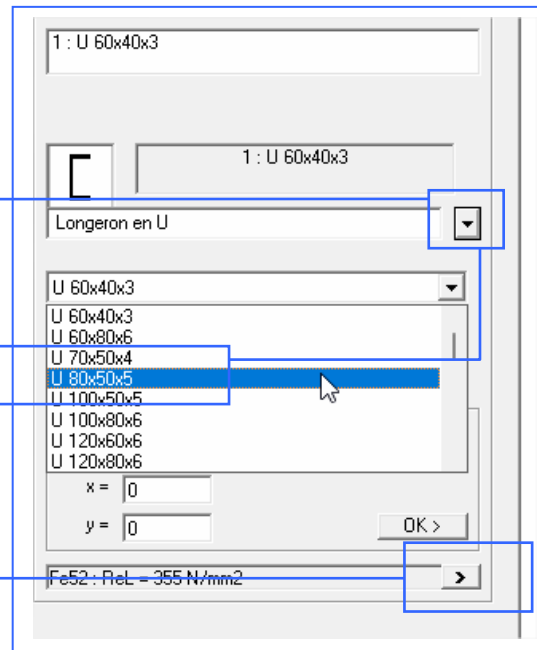 1 : U 60x40x3
1 : U 60x40x3
Longeron en U
U 60x40x3
U 60x40x3
U 60x80x6
U 70x50x4
U 80x50x5
U 100x50x5
U 100x80x6
U 120x60x6
U 120x80x6
x = 0
y = 0
OK >
Fe52 : ReL = 355 N/mm2 >